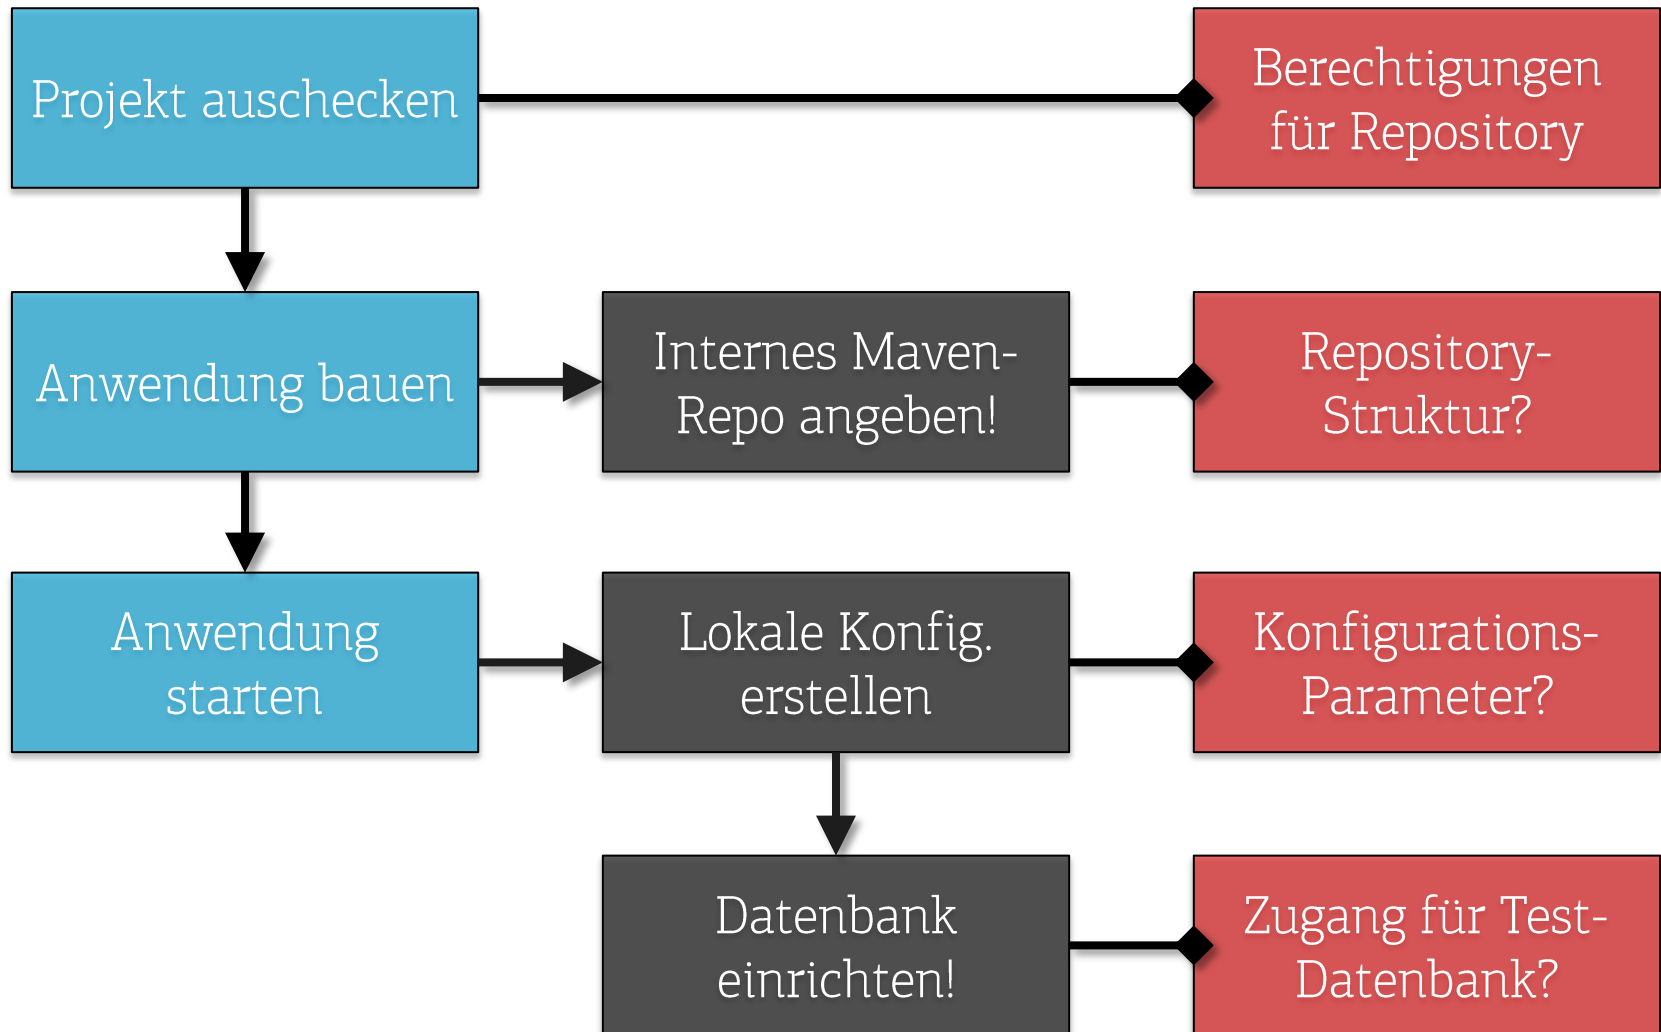 Projekt auschecken
Berechtigungen
für Repository
Anwendung bauen
Internes Maven-
Repo angeben!
Repository-
Struktur?
Anwendung
starten
Lokale Konfig.
erstellen
Konfigurations-
Parameter?
Datenbank
einrichten!
Zugang für Test-
Datenbank?